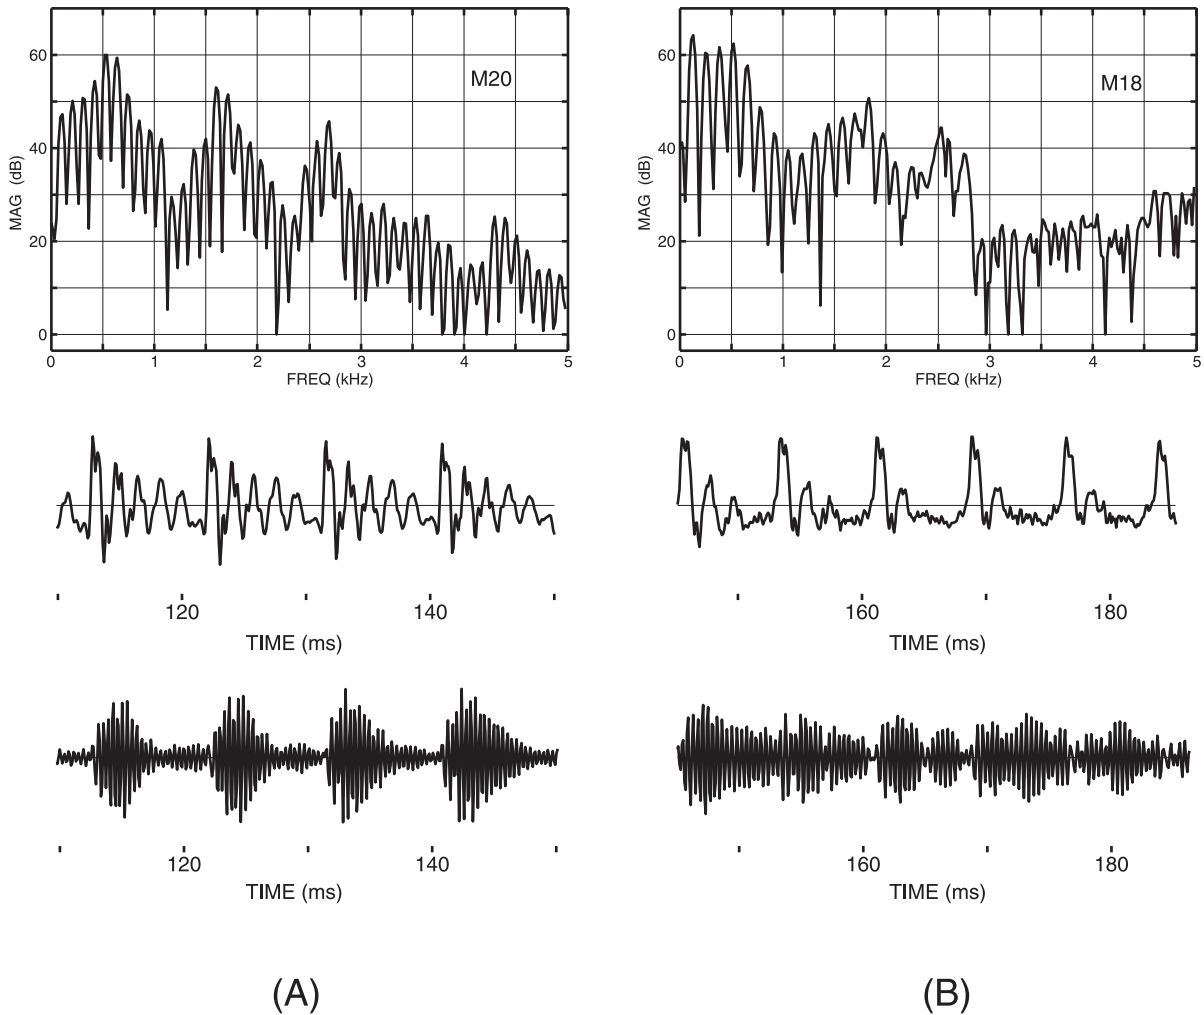 M20
MAG (dB)
60
40
20
0
0 1 2 3 4 5
FREQ (kHz)
M18
MAG (dB)
60
40
20
0
0 1 2 3 4 5
FREQ (kHz)
120 140
TIME (ms)
160 180
TIME (ms)
120 140
TIME (ms)
160 180
TIME (ms)
(A)
(B)